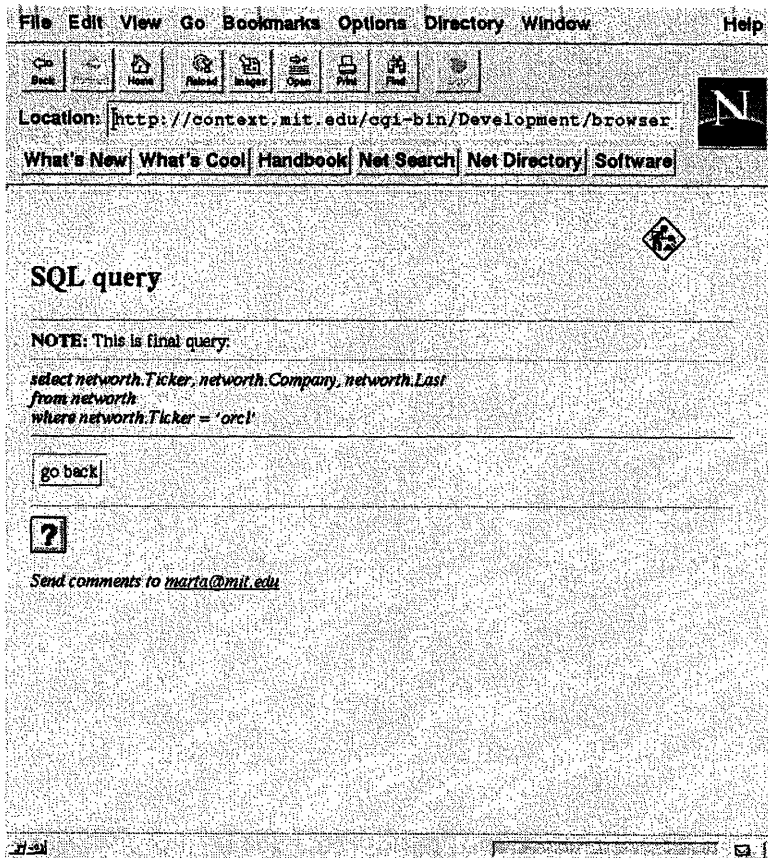 File Edit View Go Bookmarks Options Directory Window Help
Back Home Reload Images Open Print Find
N
Location: http://context.mit.edu/cgi-bin/Development/browser
What's New What's Cool Handbook Net Search Net Directory Software
SQL query
NOTE: This is final query:
select networth.Ticker, networth.Company, networth.Last
from networth
where networth.Ticker = 'orcl'
go back
?
Send comments to marta@mit.edu